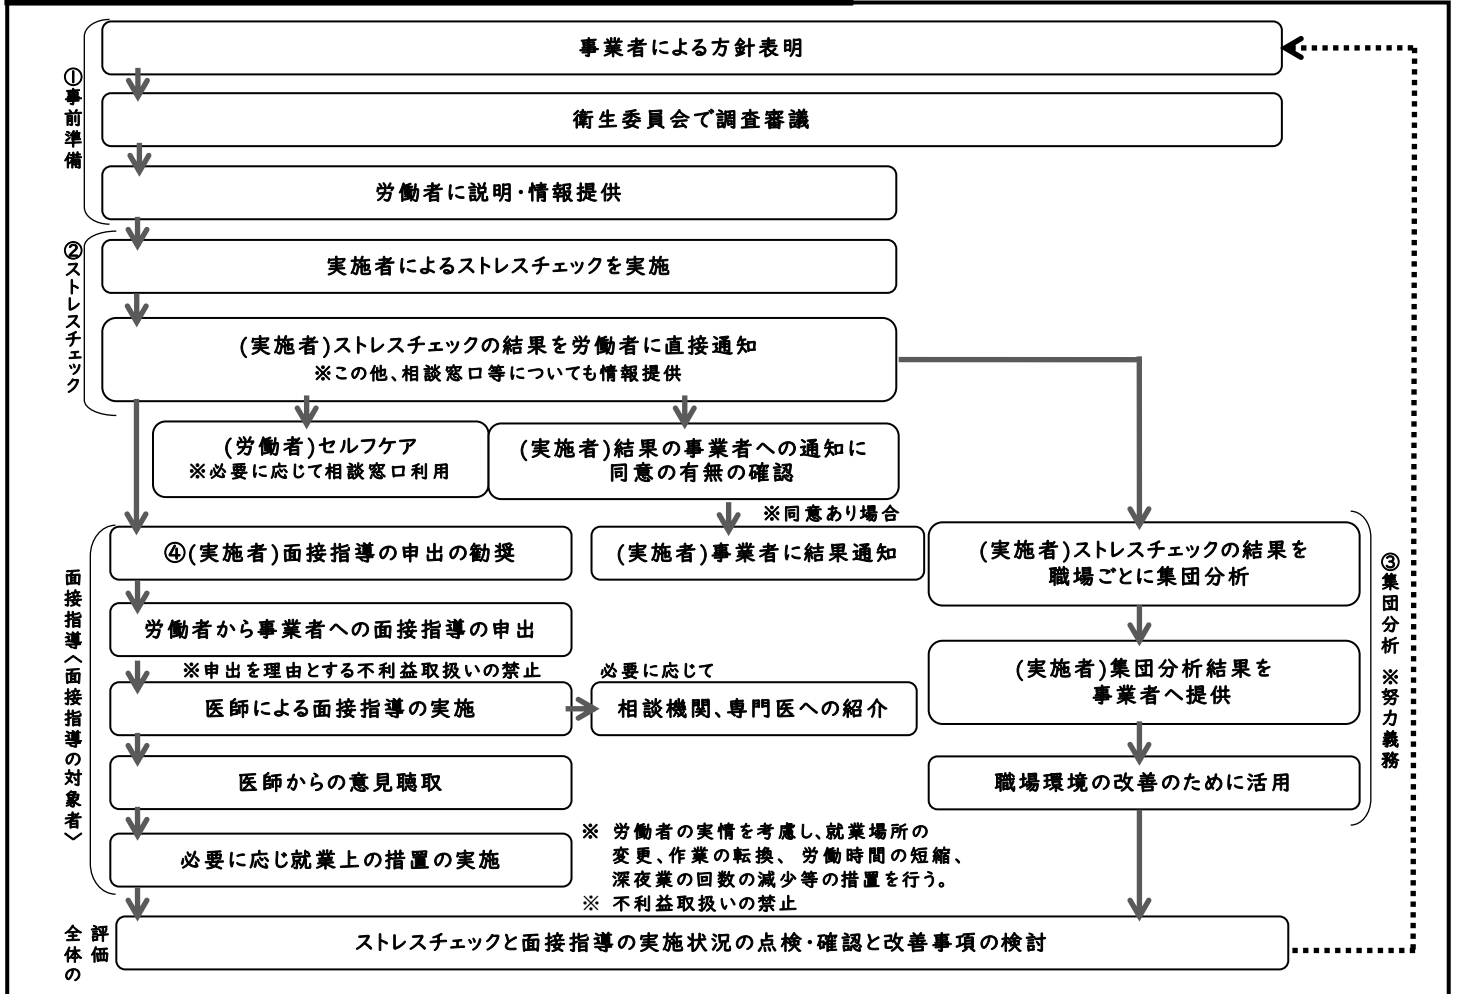 ①事前準備
事業者による方針表明
衛生委員会で調査審議
労働者に説明・情報提供
②ストレスチェック
実施者によるストレスチェックを実施
(実施者)ストレスチェックの結果を労働者に直接通知
※この他、相談窓口等についても情報提供
(労働者)セルフケア
※必要に応じて相談窓口利用
(実施者)結果の事業者への通知に
同意の有無の確認
※同意あり場合
面接指導〈面接指導の対象者〉
④(実施者)面接指導の申出の勧奨
(実施者)事業者に結果通知
労働者から事業者への面接指導の申出
※申出を理由とする不利益取扱いの禁止
医師による面接指導の実施
必要に応じて
相談機関、専門医への紹介
医師からの意見聴取
必要に応じ就業上の措置の実施
※ 労働者の実情を考慮し、就業場所の
変更、作業の転換、 労働時間の短縮、
深夜業の回数の減少等の措置を行う。
※ 不利益取扱いの禁止
③集団分析 ※努力義務
(実施者)ストレスチェックの結果を
職場ごとに集団分析
(実施者)集団分析結果を
事業者へ提供
職場環境の改善のために活用
全体の
評価
ストレスチェックと面接指導の実施状況の点検・確認と改善事項の検討